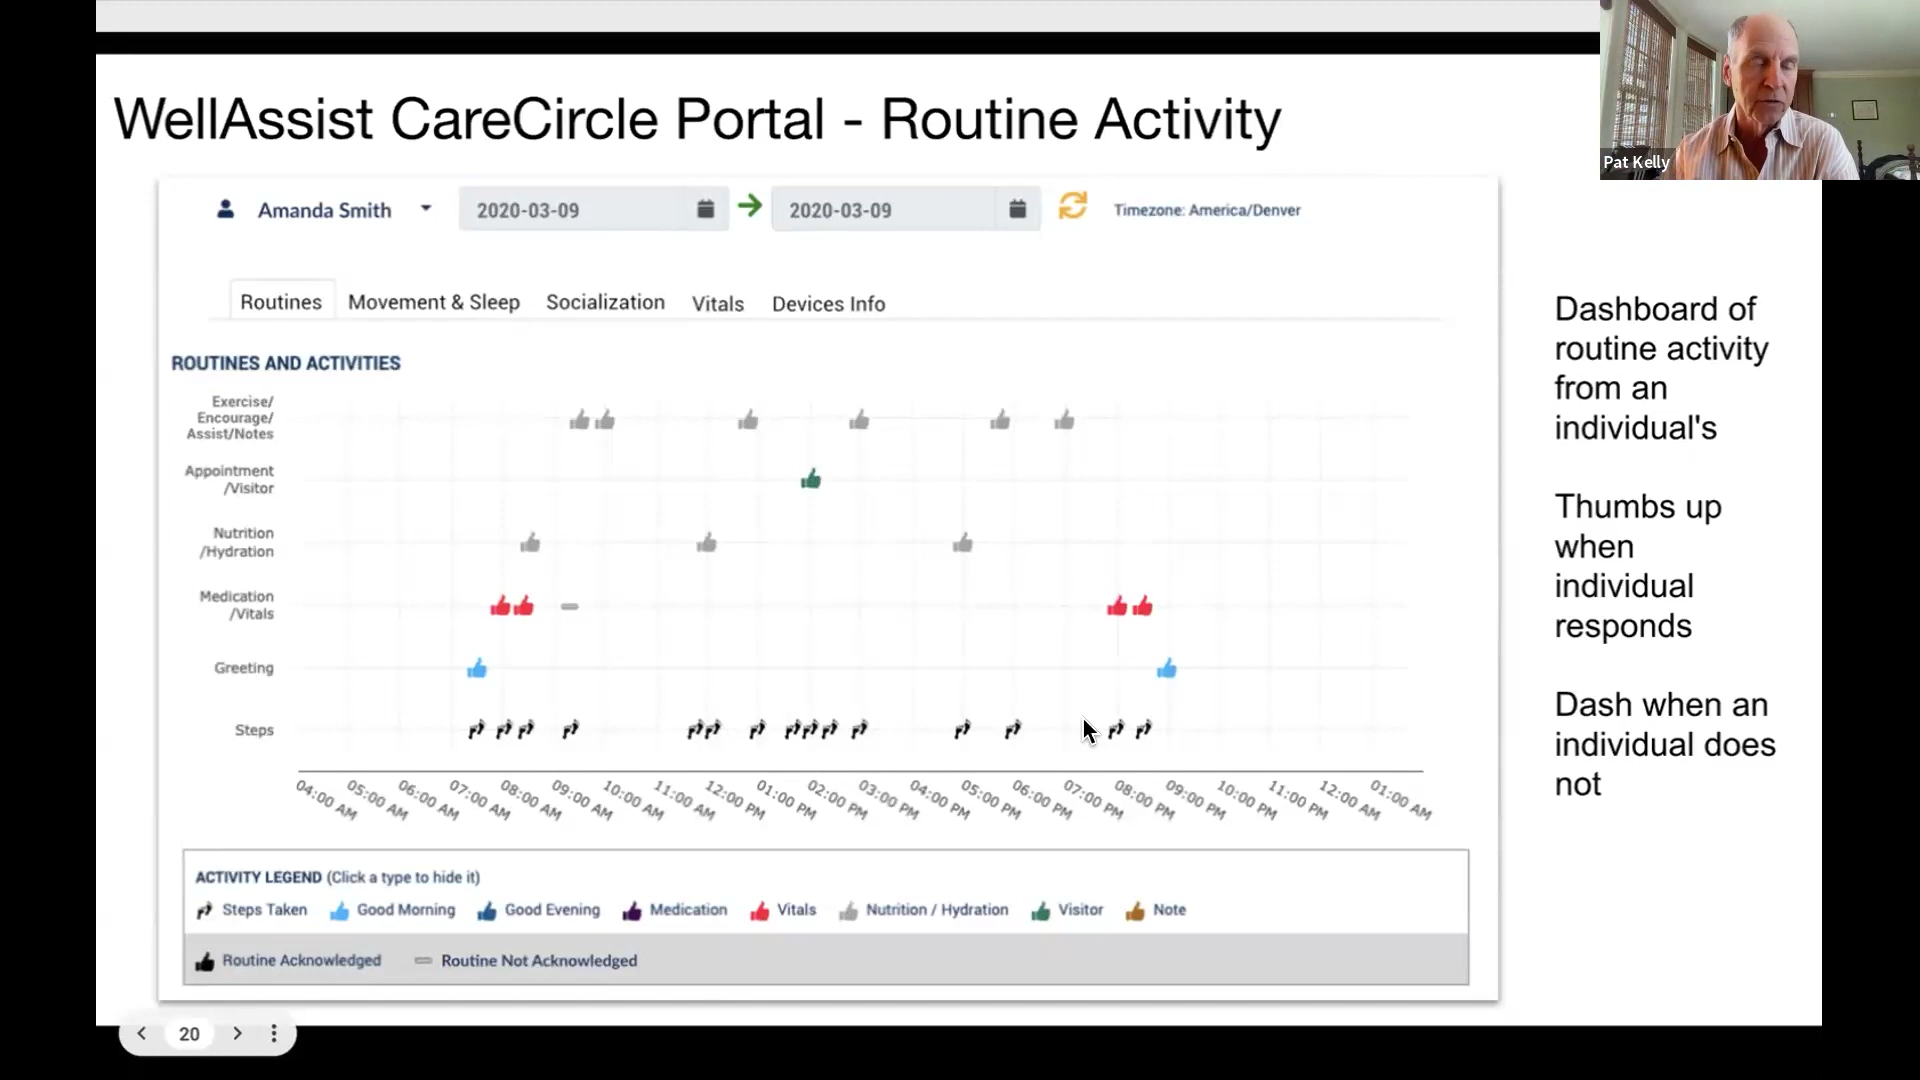 WellAssist CareCircle Portal - Routine Activity
Pat Kelly
Amanda Smith
2020-03-09
2020-03-09
Timezone: America/Denver
Routines
Movement & Sleep
Socialization
Vitals
Devices Info
ROUTINES AND ACTIVITIES
Exercise/
Encourage/
Assist/Notes
Appointment
/Visitor
Nutrition
/Hydration
Medication
/Vitals
Greeting
Steps
04:00 AM
05:00 AM
06:00 AM
07:00 AM
08:00 AM
09:00 AM
10:00 AM
11:00 AM
12:00 PM
01:00 PM
02:00 PM
03:00 PM
04:00 PM
05:00 PM
06:00 PM
07:00 PM
08:00 PM
09:00 PM
10:00 PM
11:00 PM
12:00 AM
01:00 AM
ACTIVITY LEGEND (Click a type to hide it)
Steps Taken
Good Morning
Good Evening
Medication
Vitals
Nutrition / Hydration
Visitor
Note
Routine Acknowledged
Routine Not Acknowledged
Dashboard of
routine activity
from an
individual's
Thumbs up
when
individual
responds
Dash when an
individual does
not
20